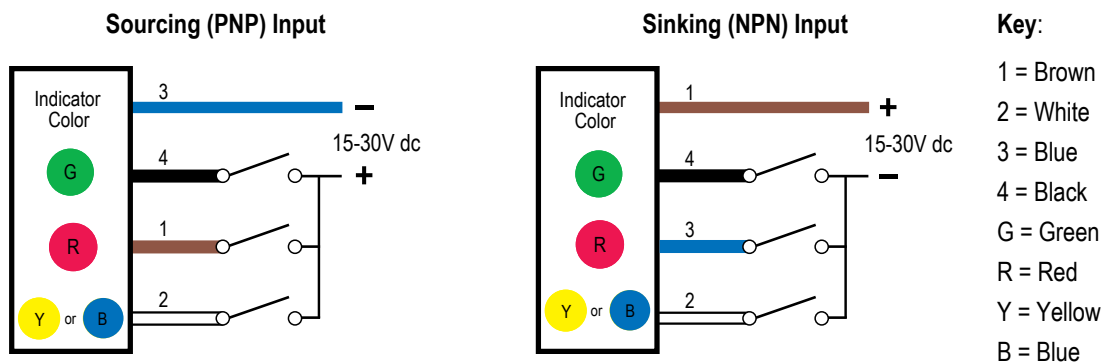 Sourcing (PNP) Input
Indicator
Color
3
−
15-30V dc
G
4
+
R
1
Y or B
2
Sinking (NPN) Input
Indicator
Color
1
+
15-30V dc
G
4
−
R
3
Y or B
2
Key:
1 = Brown
2 = White
3 = Blue
4 = Black
G = Green
R = Red
Y = Yellow
B = Blue